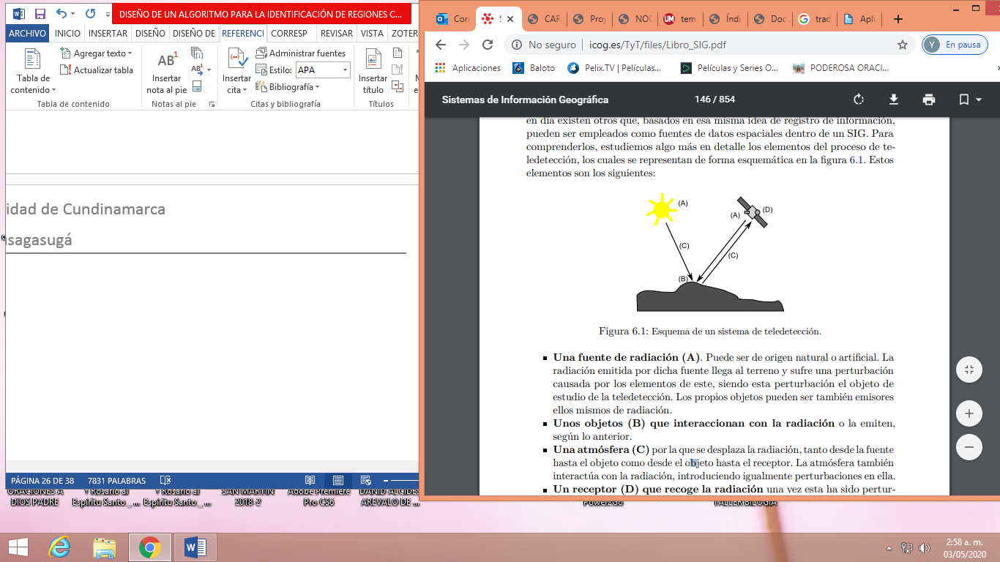 DISEÑO DE UN ALGORITMO PARA LA IDENTIFICACIÓN DE REGIONES C...
ARCHIVO INICIO INSERTAR DISEÑO DISEÑO DE REFERENCI CORRESP REVISAR VISTA ZOTER
Tabla de contenido
Agregar texto
Actualizar tabla
Tabla de contenido
AB1
Insertar nota al pie
Notas al pie
Insertar cita
Administrar fuentes
Estilo: APA
Bibliografía
Citas y bibliografía
Insertar título
Títulos
idad de Cundinamarca
sagasugá
PÁGINA 26 DE 38 7831 PALABRAS
Corr
S
CAR
Pro
NOC
UM tem
Índi
Doc
trad
Apli
No seguro | icog.es/TyT/files/Libro_SIG.pdf
Y En pausa
Aplicaciones Baloto Pelix.TV | Películas... Películas y Series O... PODEROSA ORACI...
Sistemas de Información Geográfica 146 / 854
en día existen otros que, basados en esa misma idea de registro de información,
pueden ser empleados como fuentes de datos espaciales dentro de un SIG. Para
comprenderlos, estudiemos algo más en detalle los elementos del proceso de te-
ledetección, los cuales se representan de forma esquemática en la figura 6.1. Estos
elementos son los siguientes:
(A)
(A)
(D)
(C)
(C)
(B)
Figura 6.1: Esquema de un sistema de teledetección.
Una fuente de radiación (A). Puede ser de origen natural o artificial. La
radiación emitida por dicha fuente llega al terreno y sufre una perturbación
causada por los elementos de este, siendo esta perturbación el objeto de
estudio de la teledetección. Los propios objetos pueden ser también emisores
ellos mismos de radiación.
Unos objetos (B) que interaccionan con la radiación o la emiten,
según lo anterior.
Una atmósfera (C) por la que se desplaza la radiación, tanto desde la fuente
hasta el objeto como desde el objeto hasta el receptor. La atmósfera también
interactúa con la radiación, introduciendo igualmente perturbaciones en ella.
Un receptor (D) que recoge la radiación una vez esta ha sido pertur-
ORACIONES A DIOS PADRE
Rosario al Espíritu Santo _ ...
Rosario al Espíritu Santo _ ...
SAN MARTIN 2018-2
Adobe Premiere Pro CS6
DAVID ALCIDES AREVALO DE ...
Power2Go
TALLER BILOGIA
2:58 a. m.
03/05/2020